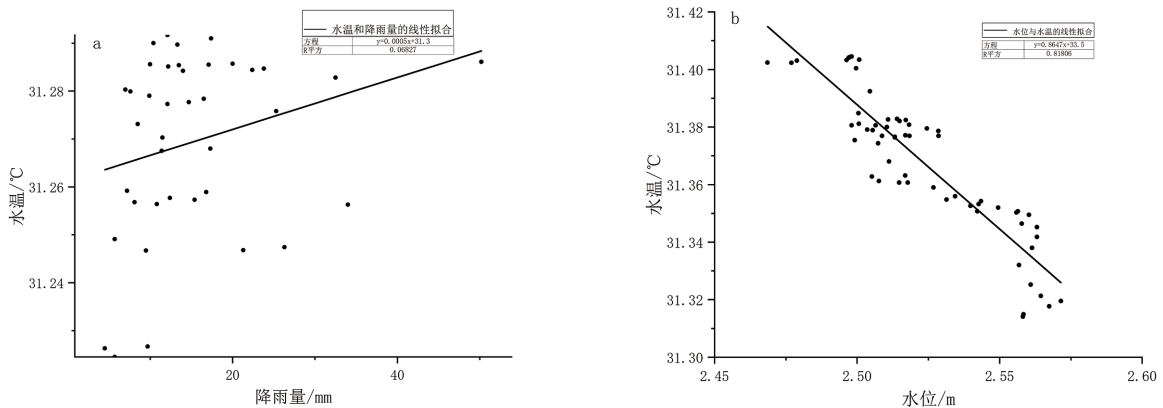 a
水温和降雨量的线性拟合
方程 y=0.0005x+31.3
R平方 0.06827
31.28
31.26
31.24
水温/℃
20 40
降雨量/mm
b
水位与水温的线性拟合
方程 y=0.8647x+33.5
R平方 0.81806
31.42
31.40
31.38
31.36
31.34
31.32
31.30
水温/℃
2.45 2.50 2.55 2.60
水位/m